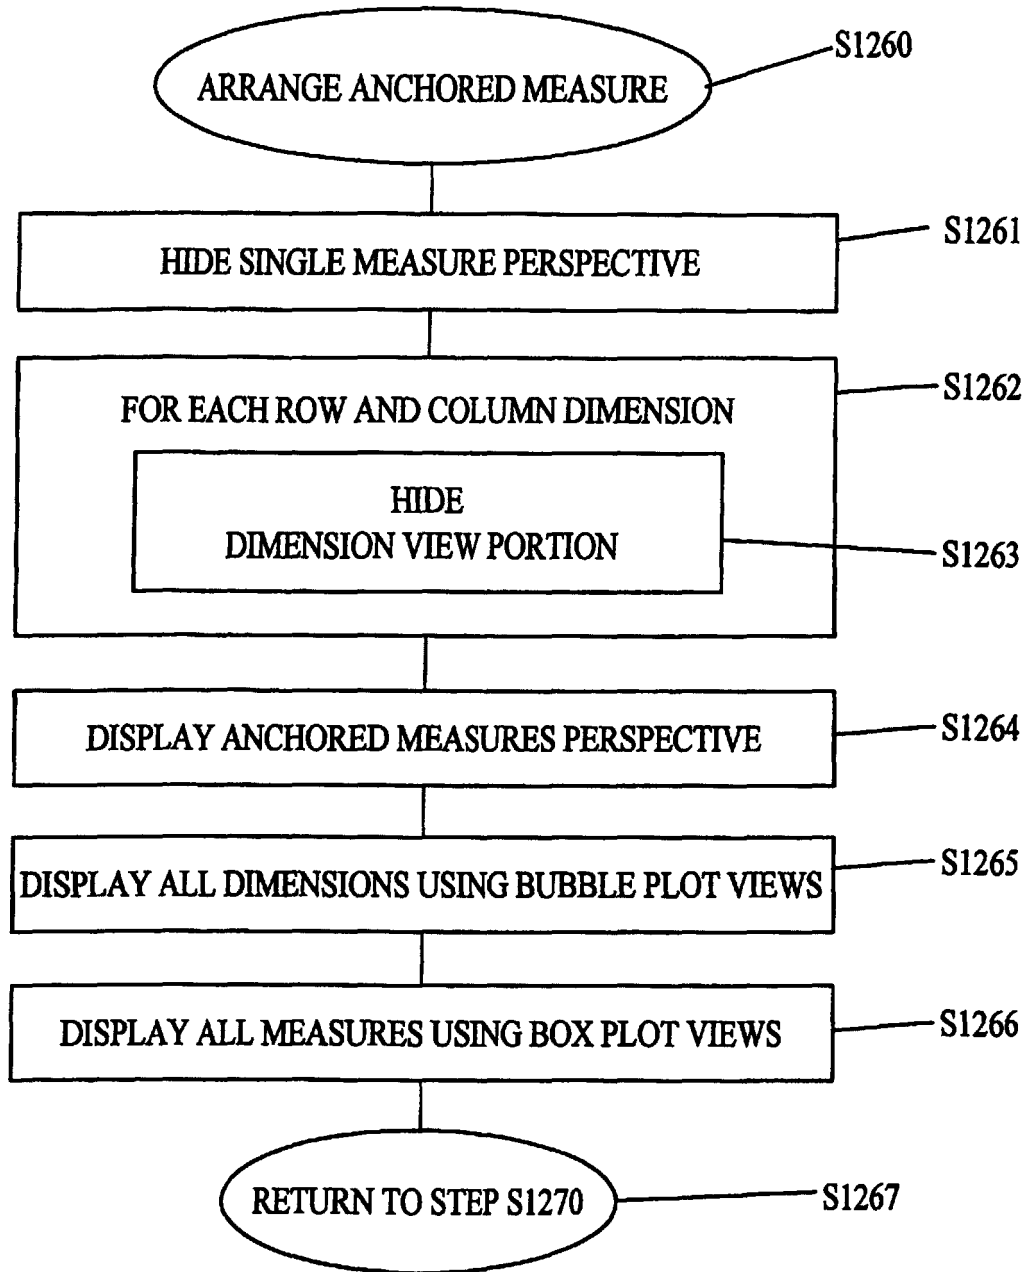 S1260
ARRANGE ANCHORED MEASURE
S1261
HIDE SINGLE MEASURE PERSPECTIVE
S1262
FOR EACH ROW AND COLUMN DIMENSION
HIDE
DIMENSION VIEW PORTION
S1263
DISPLAY ANCHORED MEASURES PERSPECTIVE
S1264
DISPLAY ALL DIMENSIONS USING BUBBLE PLOT VIEWS
S1265
DISPLAY ALL MEASURES USING BOX PLOT VIEWS
S1266
RETURN TO STEP S1270
S1267